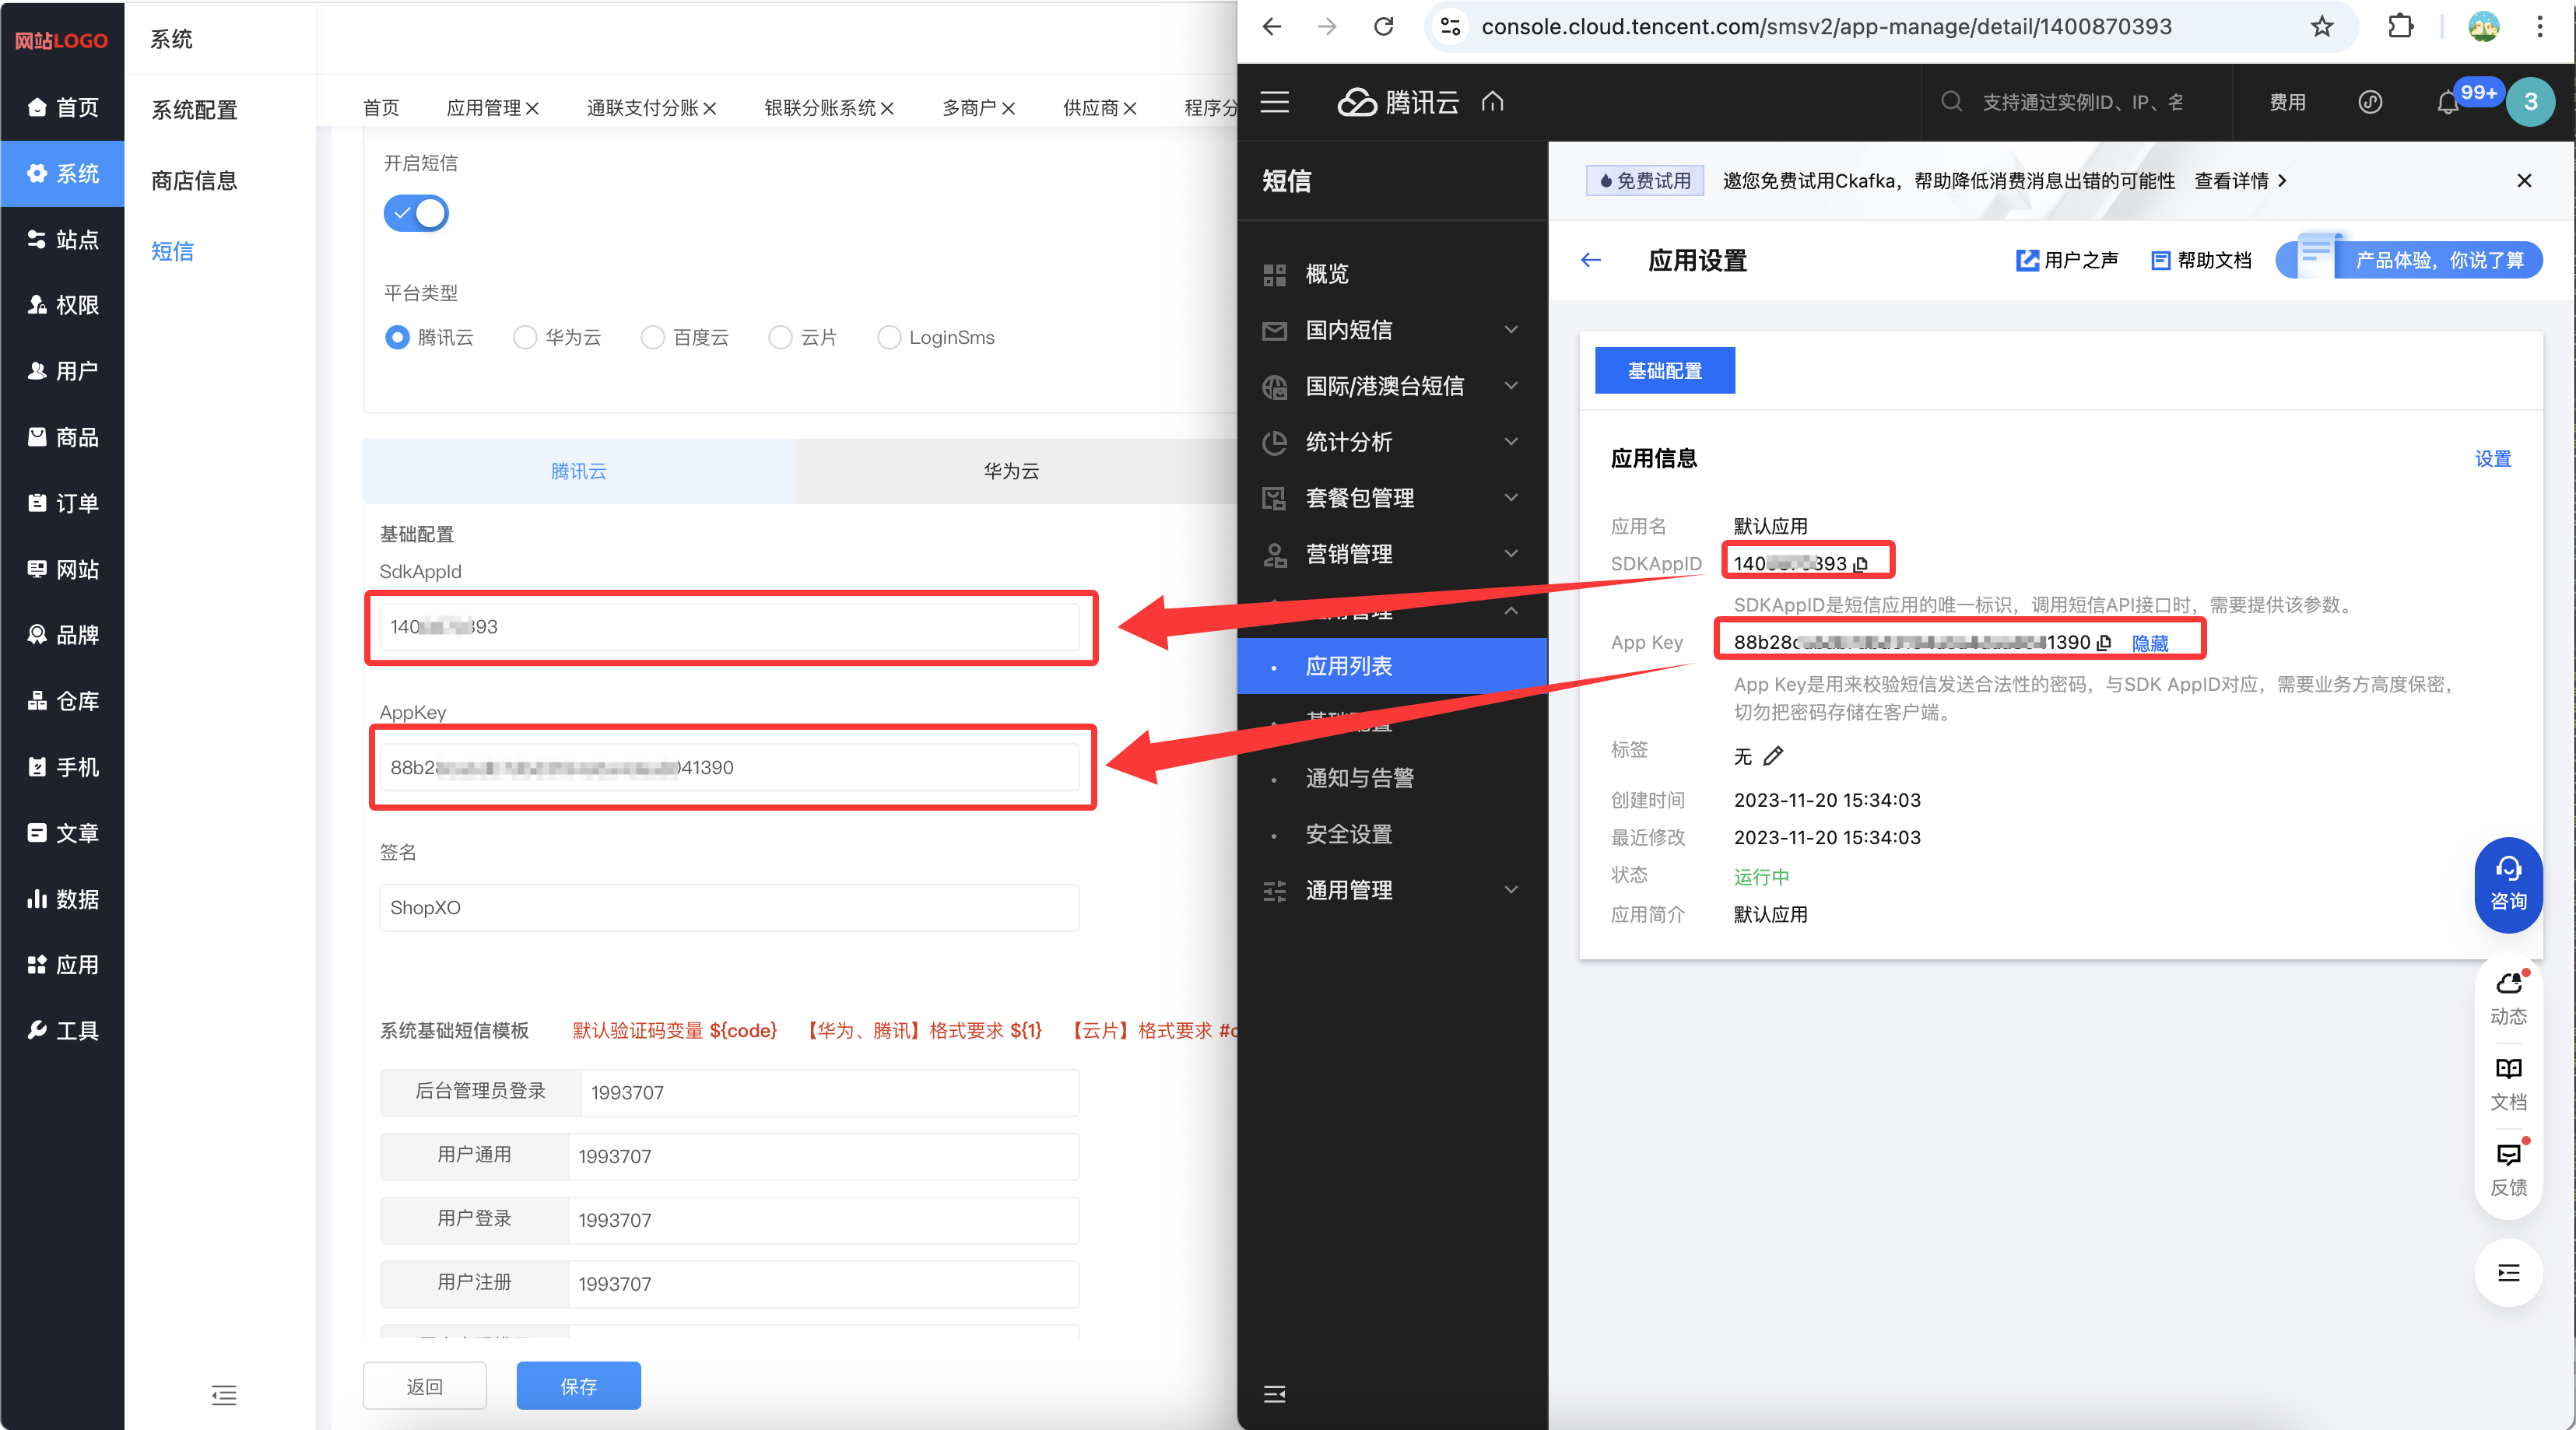 网站LOGO
首页
系统
站点
权限
用户
商品
订单
网站
品牌
仓库
手机
文章
数据
应用
工具
系统
系统配置
商店信息
短信
首页
应用管理
通联支付分账
银联分账系统
多商户
供应商
程序分
开启短信
平台类型
腾讯云
华为云
百度云
云片
LoginSms
腾讯云
华为云
基础配置
SdkAppId
140 393
AppKey
88b2 041390
签名
ShopXO
系统基础短信模板 默认验证码变量 ${code} 【华为、腾讯】格式要求 ${1} 【云片】格式要求
后台管理员登录 1993707
用户通用 1993707
用户登录 1993707
用户注册 1993707
返回
保存
console.cloud.tencent.com/smsv2/app-manage/detail/1400870393
腾讯云
支持通过实例ID、IP、名
费用
99+
3
短信
概览
国内短信
国际/港澳台短信
统计分析
套餐包管理
营销管理
应用列表
通知与告警
安全设置
通用管理
免费试用 邀您免费试用Ckafka，帮助降低消费消息出错的可能性 查看详情
应用设置
用户之声
帮助文档
产品体验，你说了算
基础配置
应用信息
设置
应用名 默认应用
SDKAppID 140 393
SDKAppID是短信应用的唯一标识，调用短信API接口时，需要提供该参数。
App Key 88b28 1390 隐藏
App Key是用来校验短信发送合法性的密码，与SDK AppID对应，需要业务方高度保密，
切勿把密码存储在客户端。
标签 无
创建时间 2023-11-20 15:34:03
最近修改 2023-11-20 15:34:03
状态 运行中
应用简介 默认应用
咨询
动态
文档
反馈